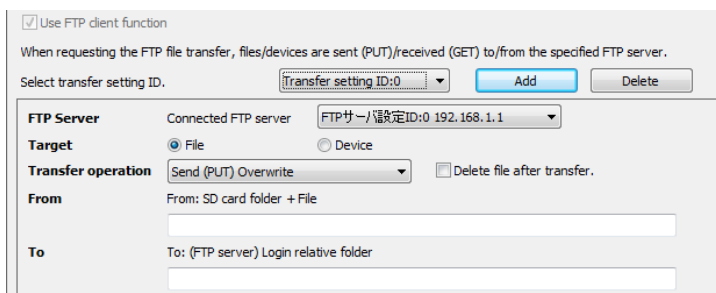 Use FTP client function
When requesting the FTP file transfer, files/devices are sent (PUT)/received (GET) to/from the specified FTP server.
Select transfer setting ID. Transfer setting ID:0 Add Delete
FTP Server Connected FTP server FTPサーバ設定ID:0 192.168.1.1
Target File Device
Transfer operation Send (PUT) Overwrite Delete file after transfer.
From From: SD card folder + File
To To: (FTP server) Login relative folder